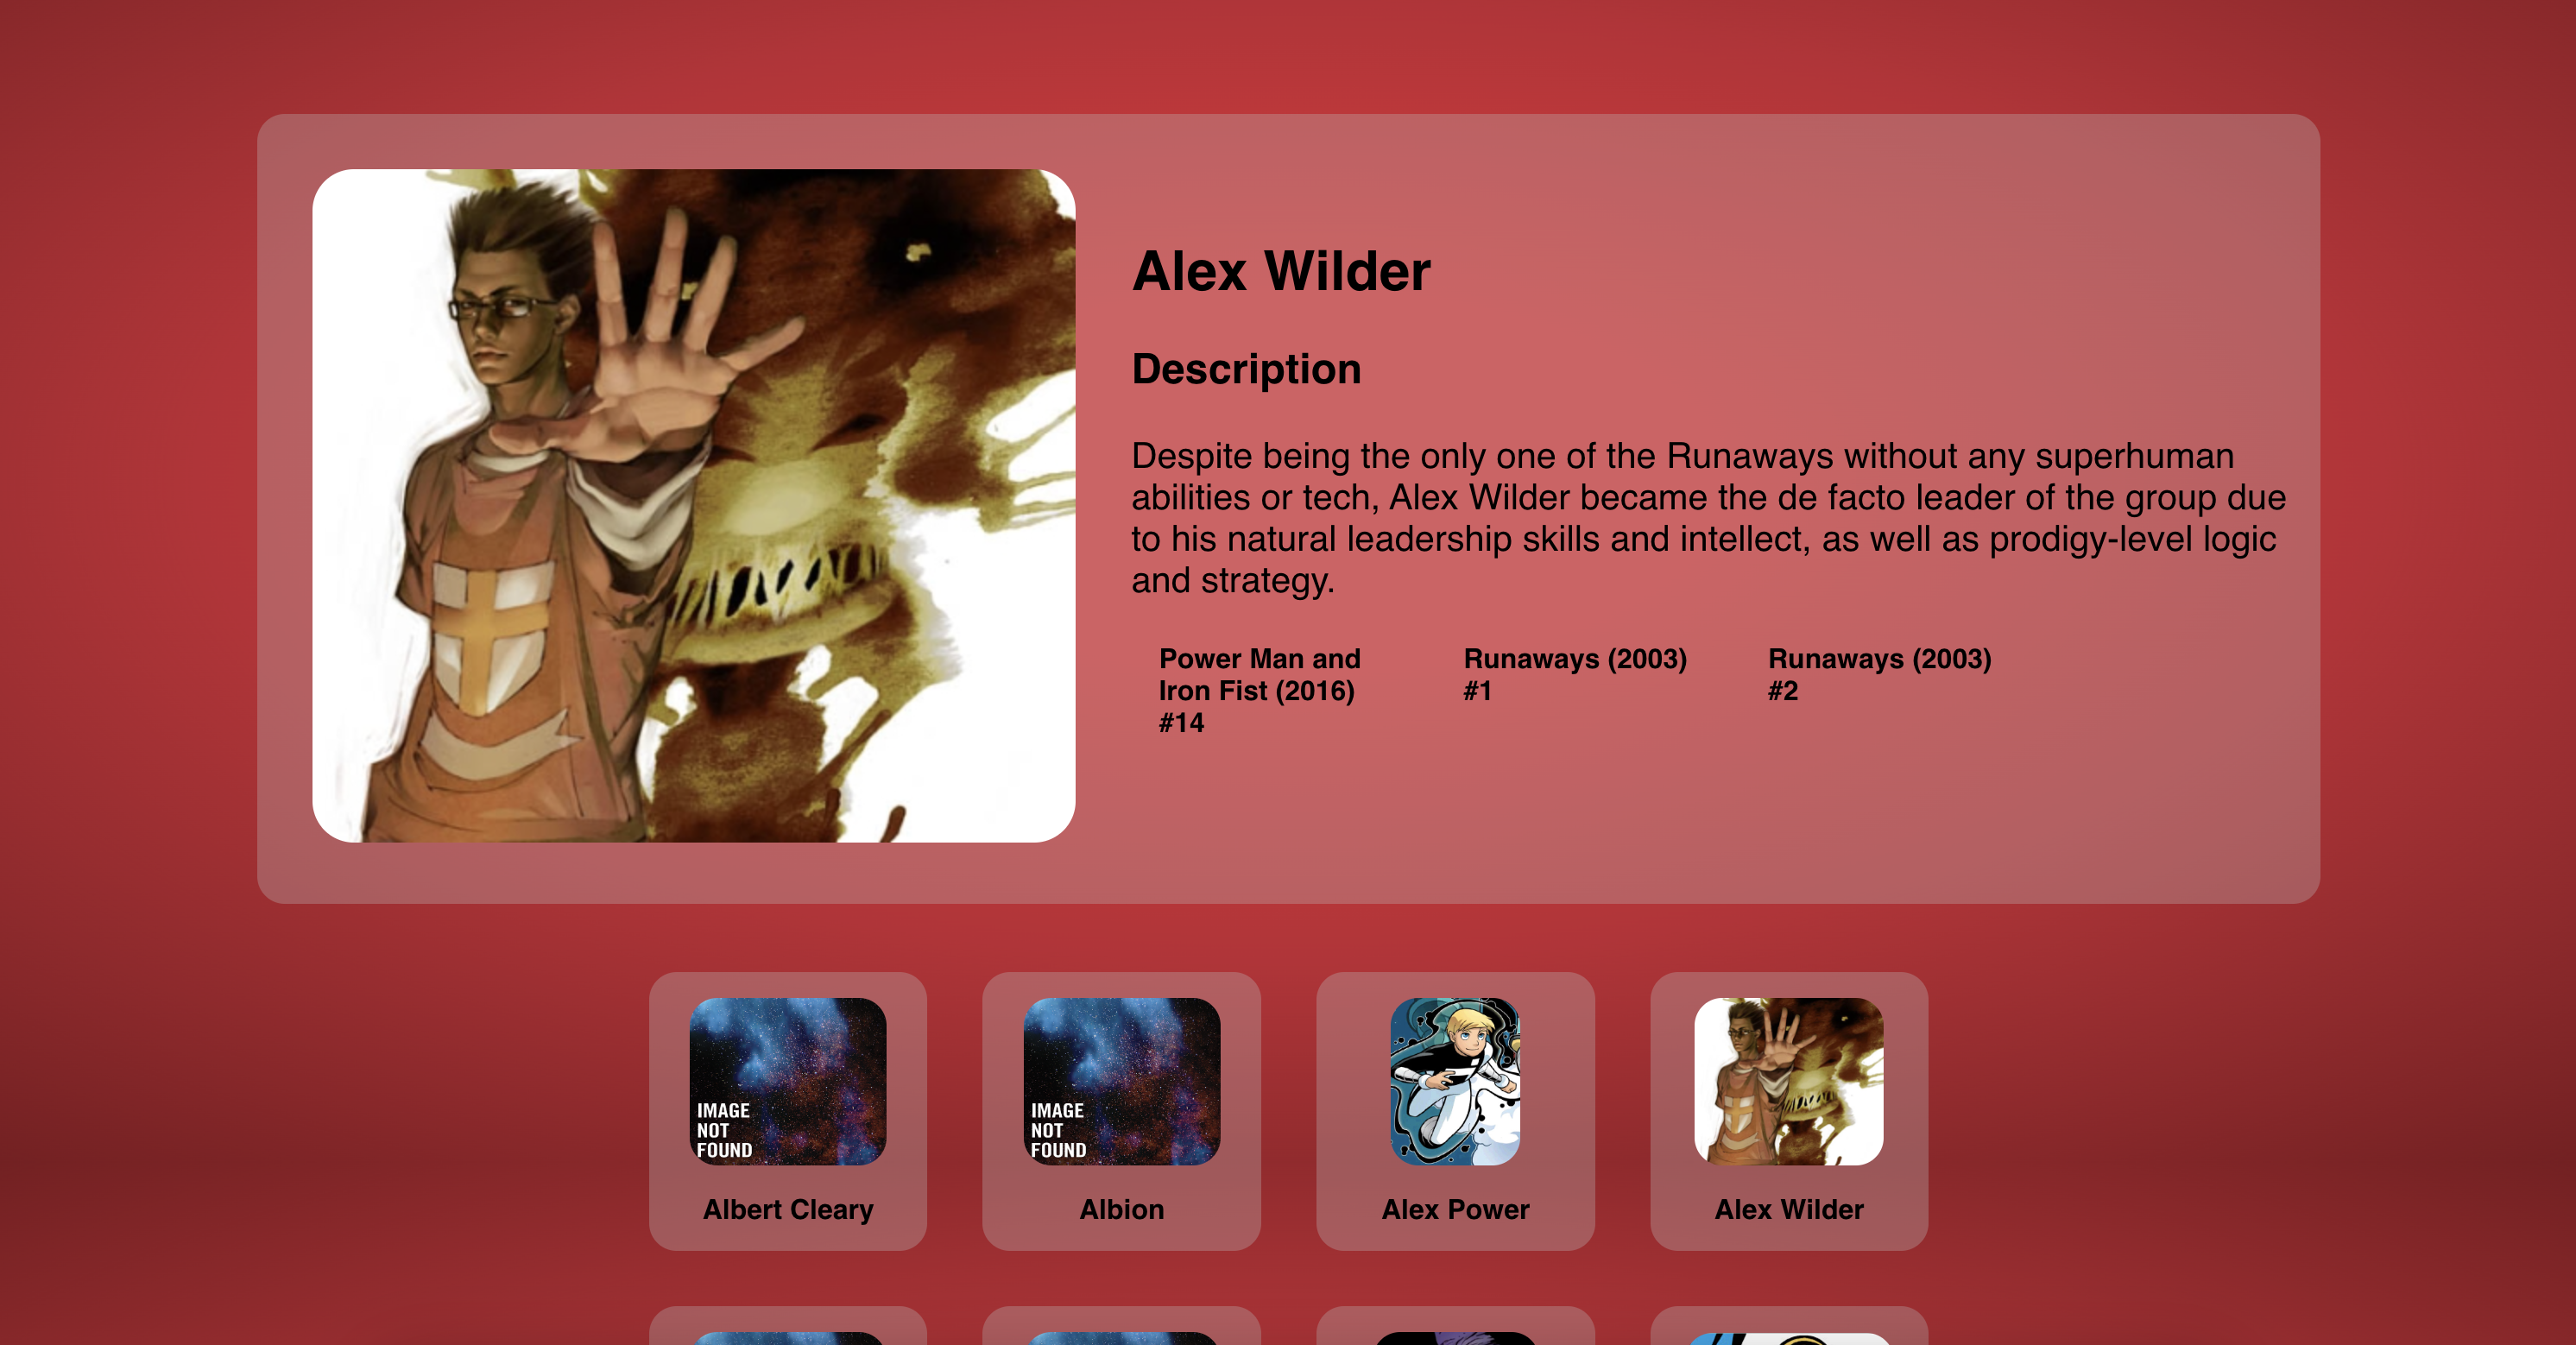 Alex Wilder
Description
Despite being the only one of the Runaways without any superhuman
abilities or tech, Alex Wilder became the de facto leader of the group due
to his natural leadership skills and intellect, as well as prodigy-level logic
and strategy.
Power Man and
Iron Fist (2016)
#14
Runaways (2003)
#1
Runaways (2003)
#2
IMAGE
NOT
FOUND
Albert Cleary
IMAGE
NOT
FOUND
Albion
Alex Power
Alex Wilder